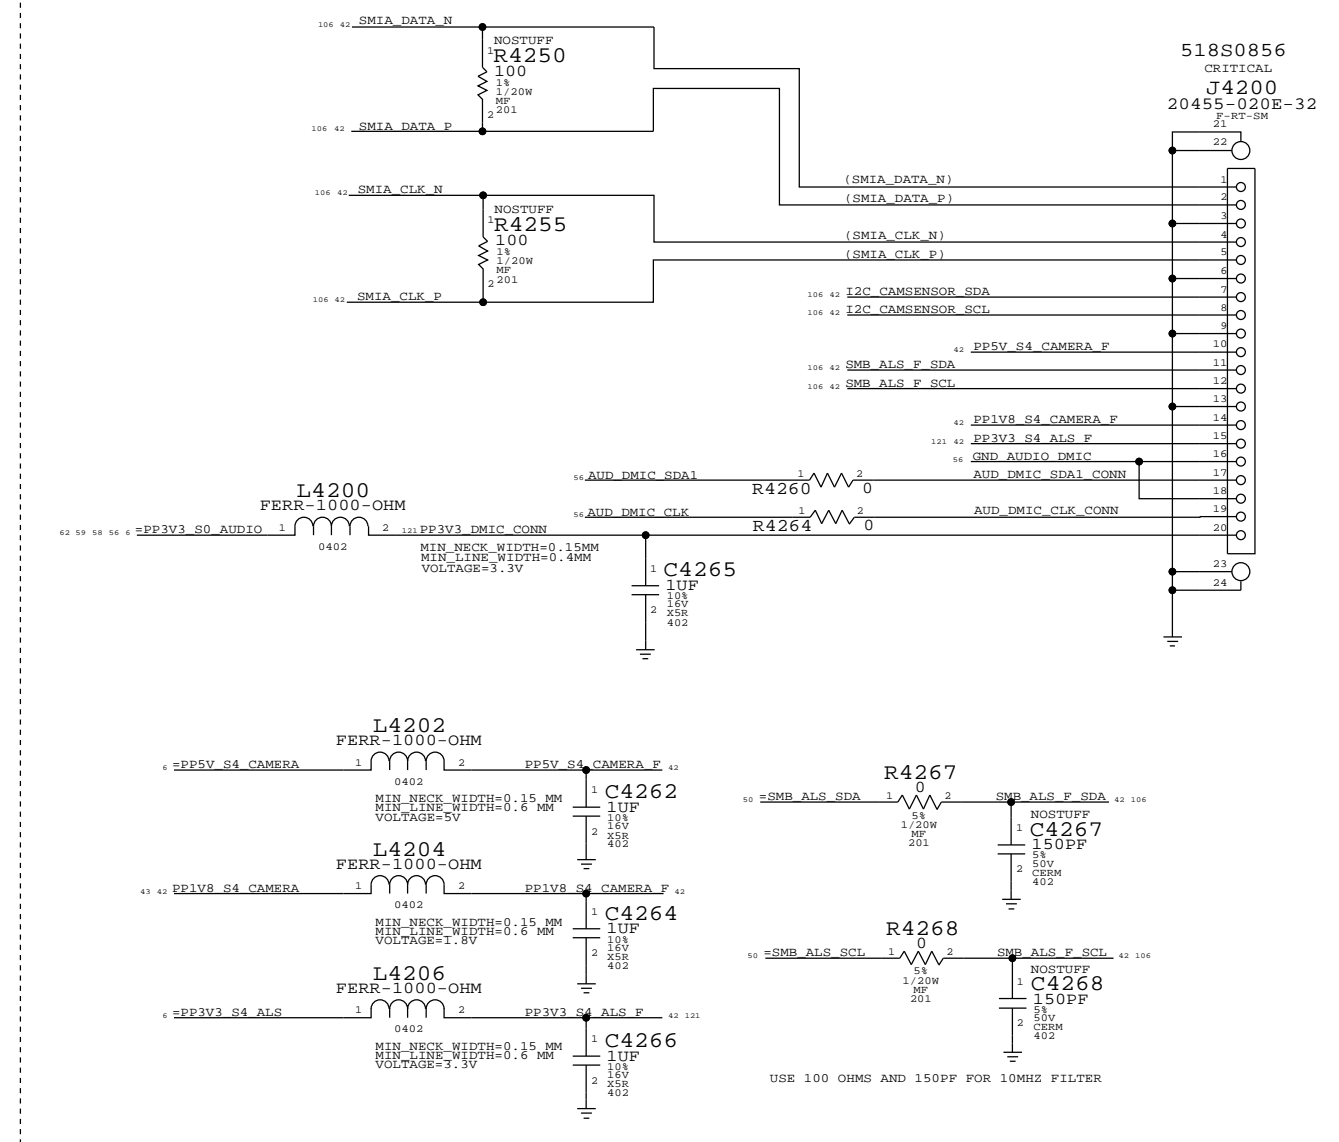 106 42 SMIA_DATA_N
NOSTUFF
1
R4250
100
1%
1/20W
MF
201
2
106 42 SMIA_DATA_P
518S0856
CRITICAL
J4200
20455-020E-32
F-RT-SM
21
22
106 42 SMIA_CLK_N
NOSTUFF
1
R4255
100
1%
1/20W
MF
201
2
106 42 SMIA_CLK_P
(SMIA_DATA_N) 1
(SMIA_DATA_P) 2
3
(SMIA_CLK_N) 4
(SMIA_CLK_P) 5
6
106 42 I2C_CAMSENSOR_SDA 7
106 42 I2C_CAMSENSOR_SCL 8
9
42 PP5V_S4_CAMERA_F 10
106 42 SMB_ALS_F_SDA 11
106 42 SMB_ALS_F_SCL 12
13
42 PP1V8_S4_CAMERA_F 14
121 42 PP3V3_S4_ALS_F 15
56 GND_AUDIO_DMIC 16
56 AUD_DMIC_SDA1 1 2 AUD_DMIC_SDA1_CONN 17
R4260 0
18
56 AUD_DMIC_CLK 1 2 AUD_DMIC_CLK_CONN 19
R4264 0
20
23
24
L4200
FERR-1000-OHM
62 59 58 56 6 =PP3V3_S0_AUDIO 1 2 121 PP3V3_DMIC_CONN
0402
MIN_NECK_WIDTH=0.15MM
MIN_LINE_WIDTH=0.4MM
VOLTAGE=3.3V
1
C4265
1UF
10%
16V
X5R
402
2
L4202
FERR-1000-OHM
6 =PP5V_S4_CAMERA 1 2 PP5V_S4_CAMERA_F 42
0402
MIN_NECK_WIDTH=0.15 MM
MIN_LINE_WIDTH=0.6 MM
VOLTAGE=5V
1
C4262
1UF
10%
16V
X5R
402
2
L4204
FERR-1000-OHM
43 42 PP1V8_S4_CAMERA 1 2 PP1V8_S4_CAMERA_F 42
0402
MIN_NECK_WIDTH=0.15 MM
MIN_LINE_WIDTH=0.6 MM
VOLTAGE=1.8V
1
C4264
1UF
10%
16V
X5R
402
2
L4206
FERR-1000-OHM
6 =PP3V3_S4_ALS 1 2 PP3V3_S4_ALS_F 42 121
0402
MIN_NECK_WIDTH=0.15 MM
MIN_LINE_WIDTH=0.6 MM
VOLTAGE=3.3V
1
C4266
1UF
10%
16V
X5R
402
2
R4267
0
50 =SMB_ALS_SDA 1 2 SMB_ALS_F_SDA 42 106
5%
1/20W
MF
201
NOSTUFF
1
C4267
150PF
5%
50V
CERM
402
2
R4268
0
50 =SMB_ALS_SCL 1 2 SMB_ALS_F_SCL 42 106
5%
1/20W
MF
201
NOSTUFF
1
C4268
150PF
5%
50V
CERM
402
2
USE 100 OHMS AND 150PF FOR 10MHZ FILTER